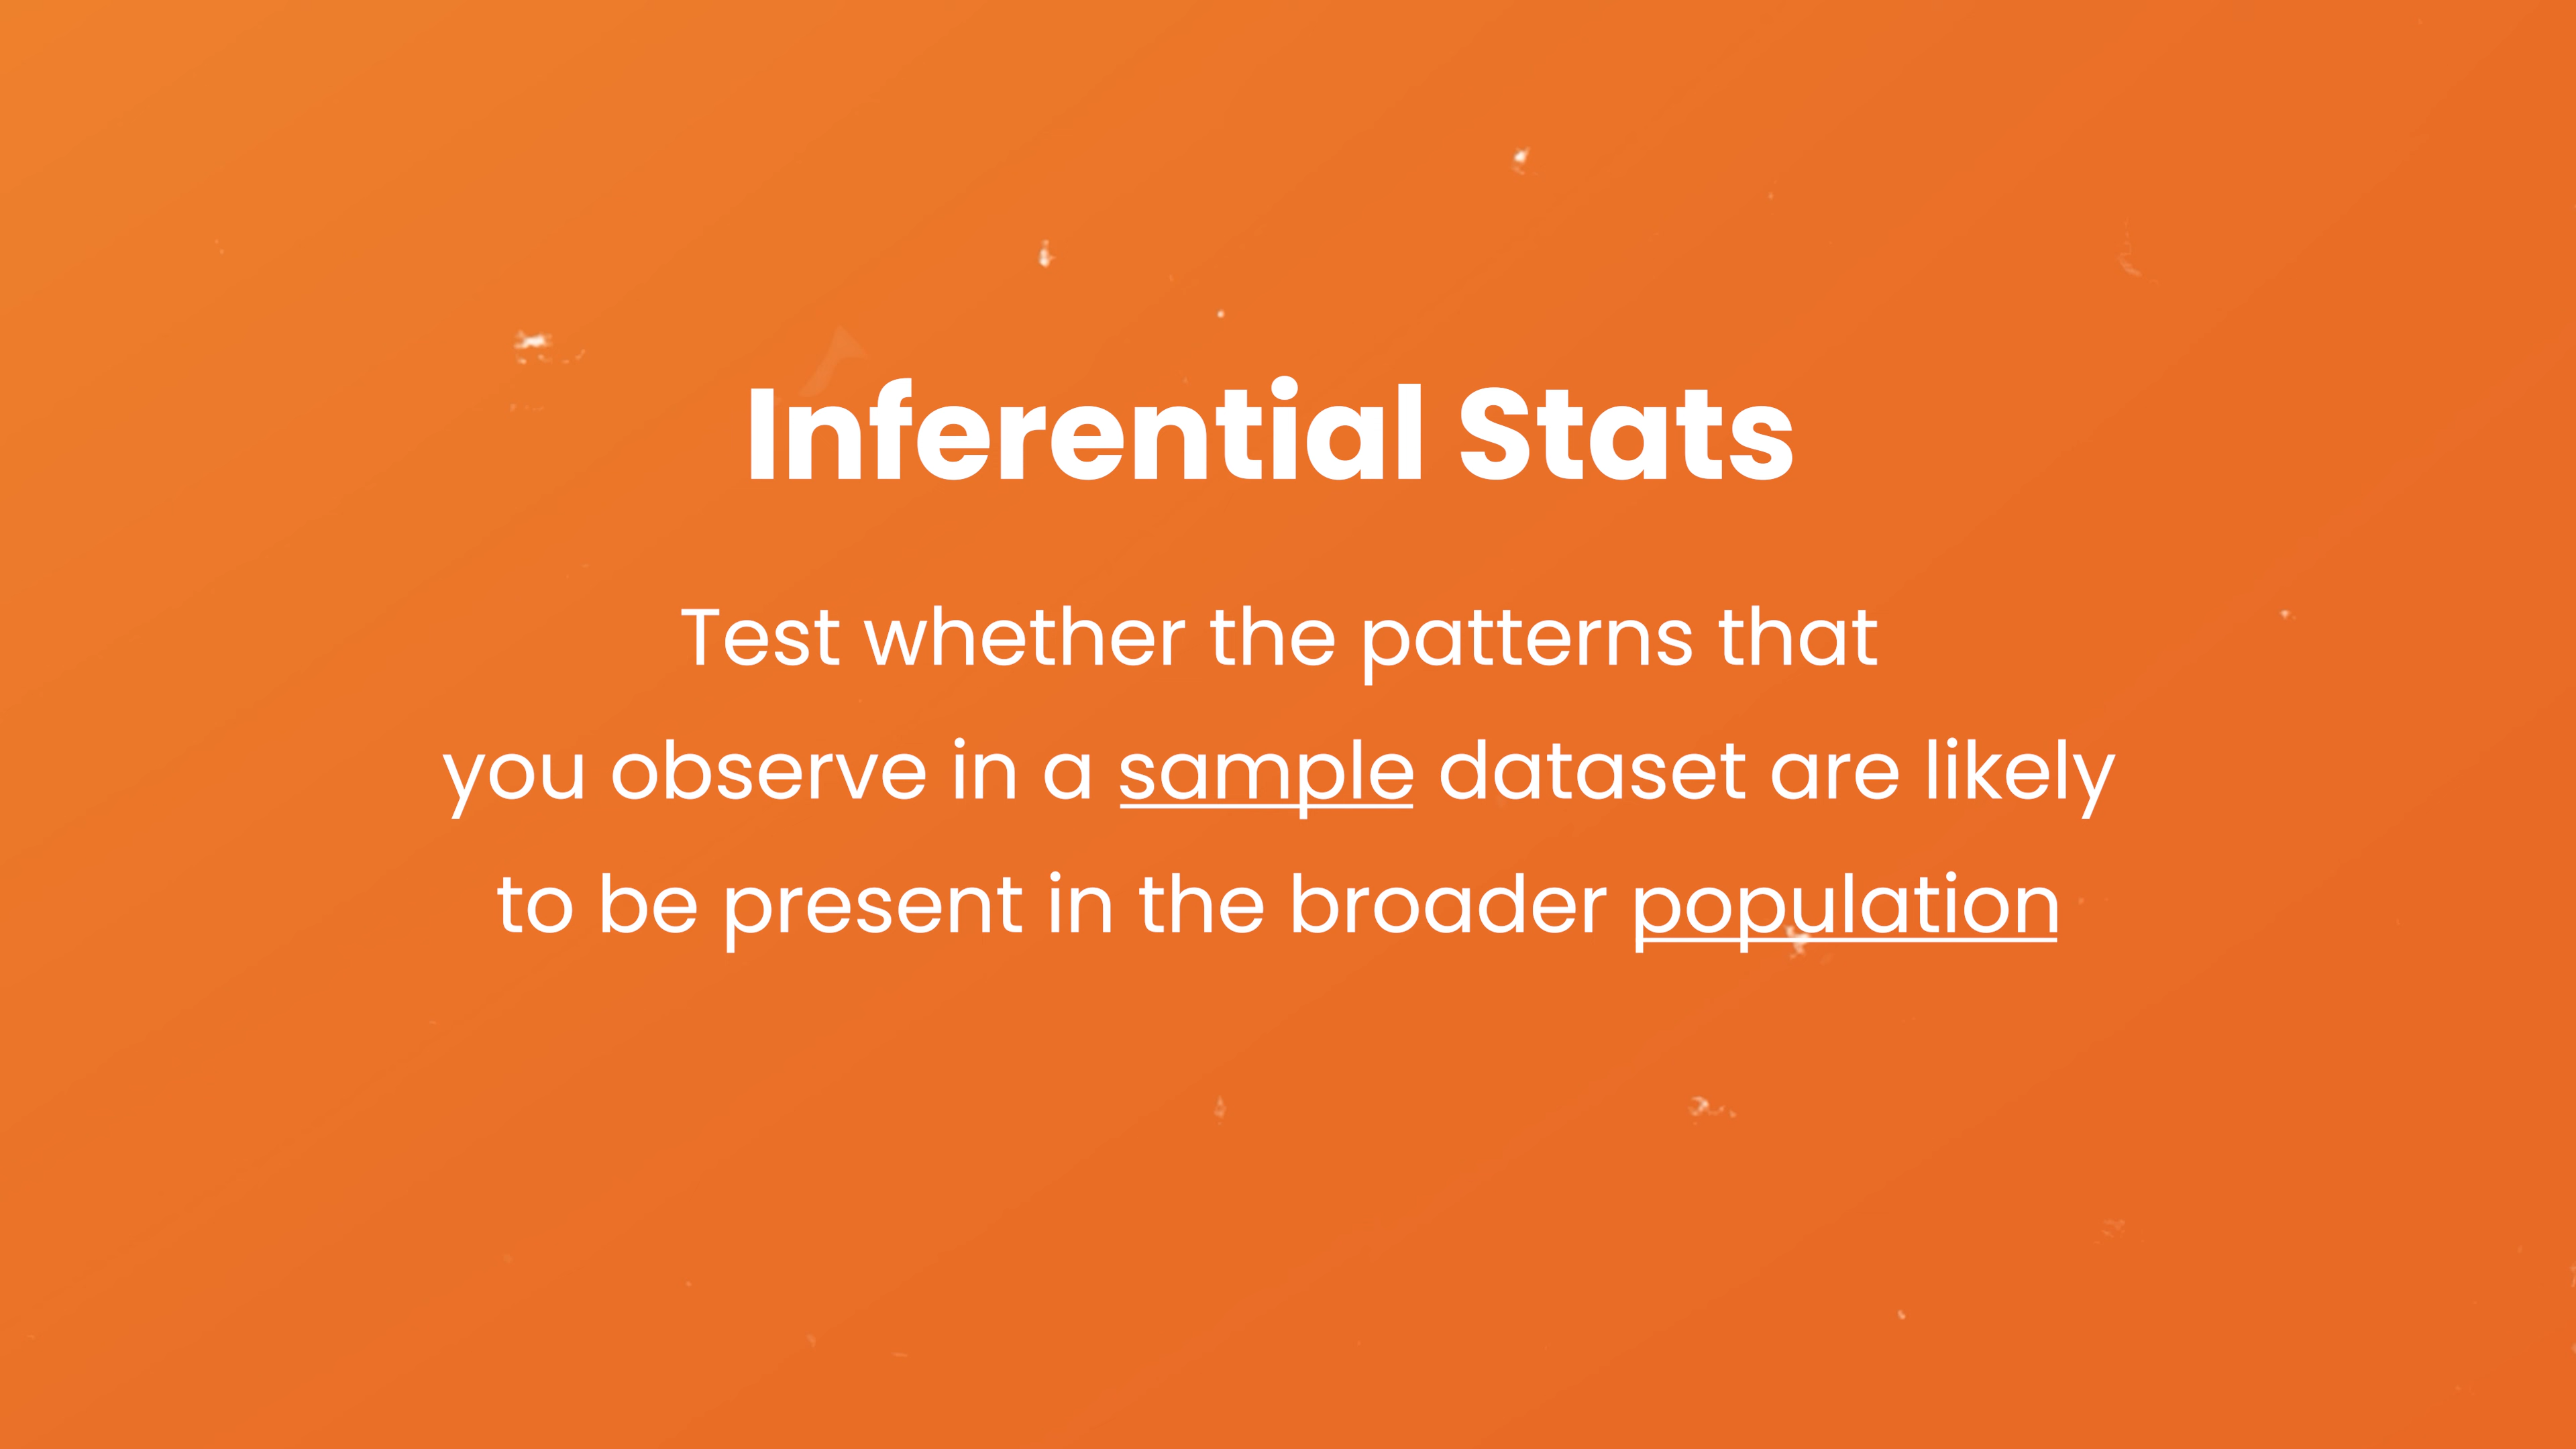 Inferential Stats
Test whether the patterns that
you observe in a sample dataset are likely
to be present in the broader population